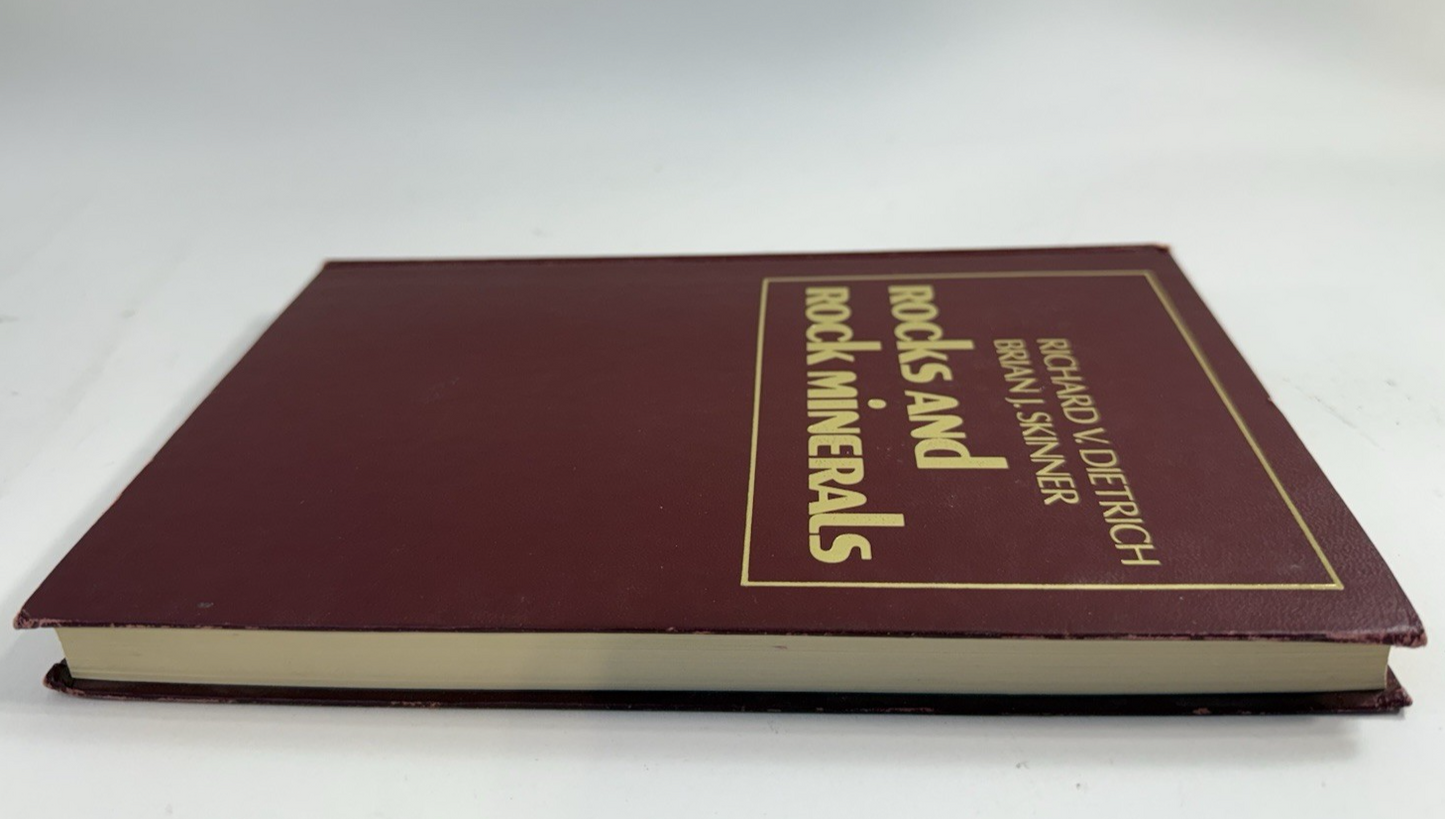 RICHARD V. DIETRICH
BRIAN J. SKINNER
ROCKS AND
ROCK MINERALS